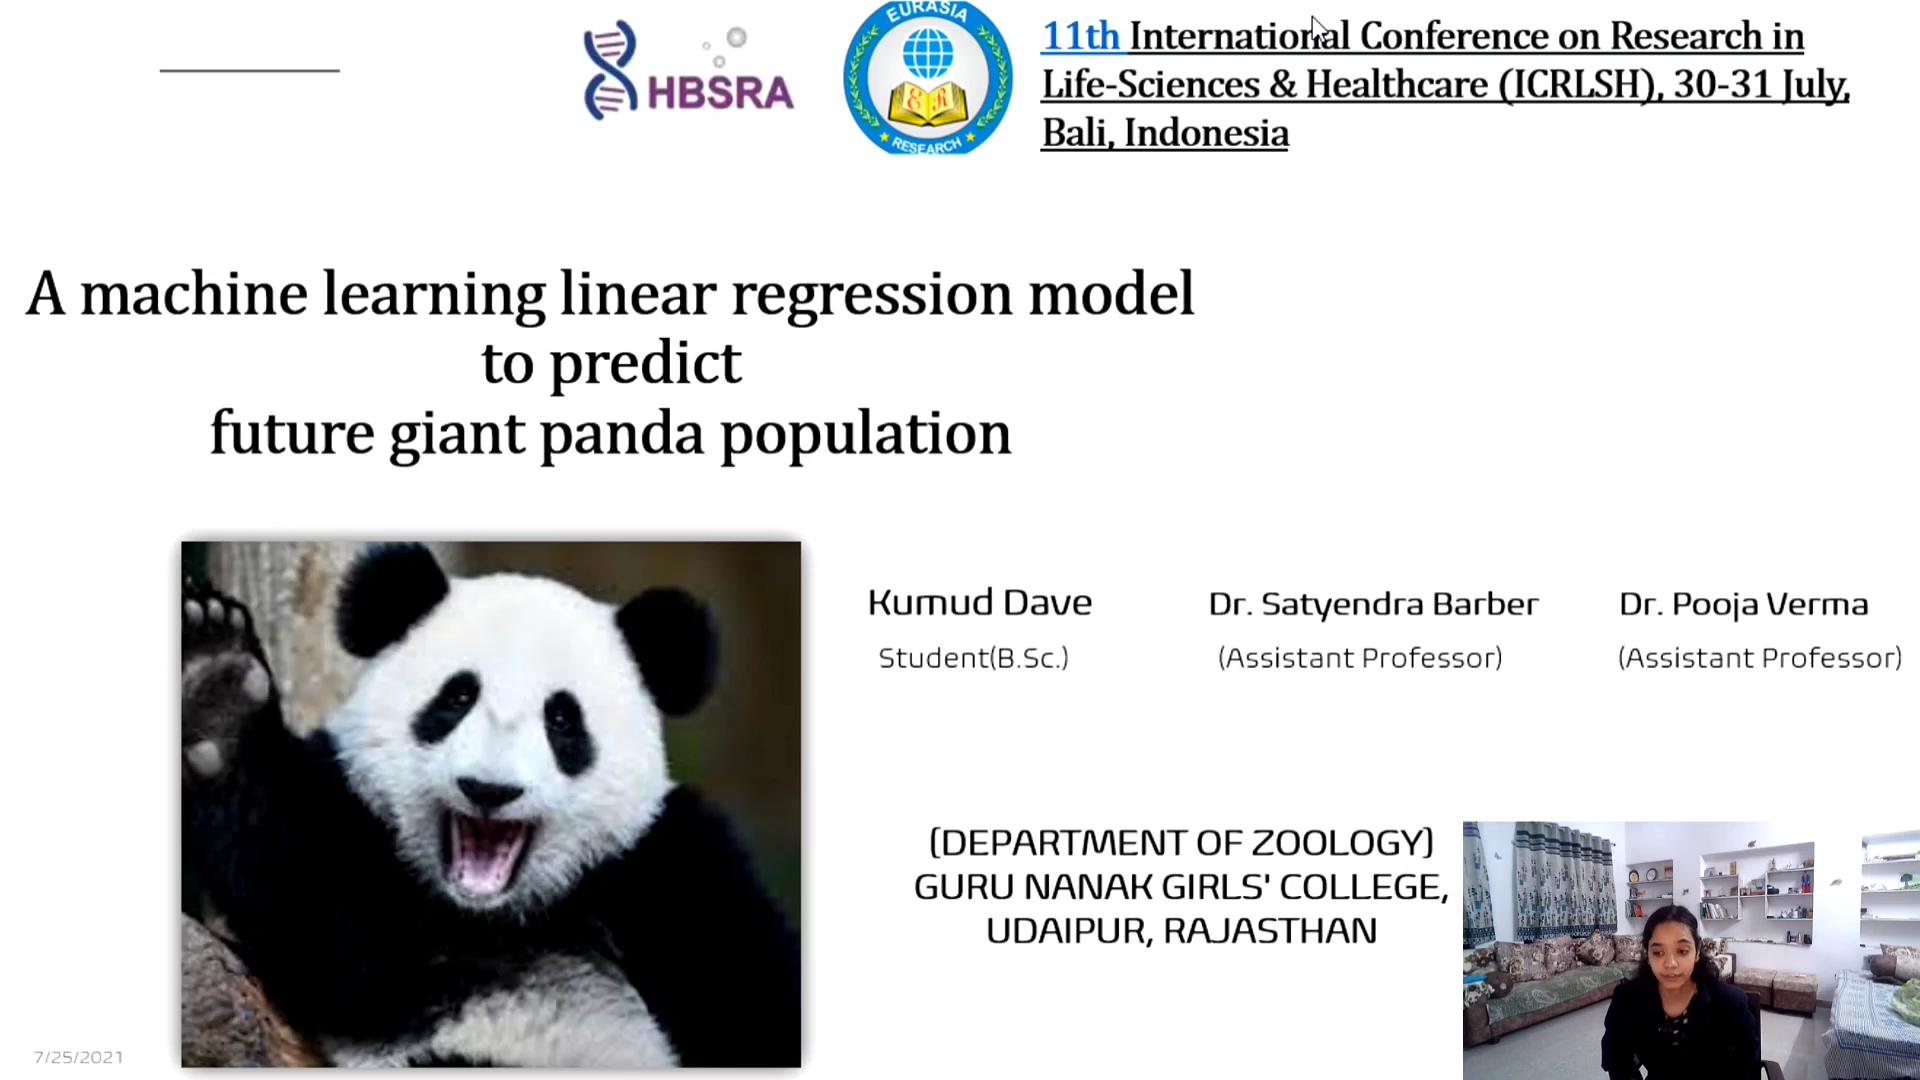 HBSRA
EURASIA
ER
RESEARCH
11th International Conference on Research in
Life-Sciences & Healthcare (ICRLSH), 30-31 July,
Bali, Indonesia
A machine learning linear regression model
to predict
future giant panda population
Kumud Dave
Student(B.Sc.)
Dr. Satyendra Barber
(Assistant Professor)
Dr. Pooja Verma
(Assistant Professor)
(DEPARTMENT OF ZOOLOGY)
GURU NANAK GIRLS' COLLEGE,
UDAIPUR, RAJASTHAN
7/25/2021